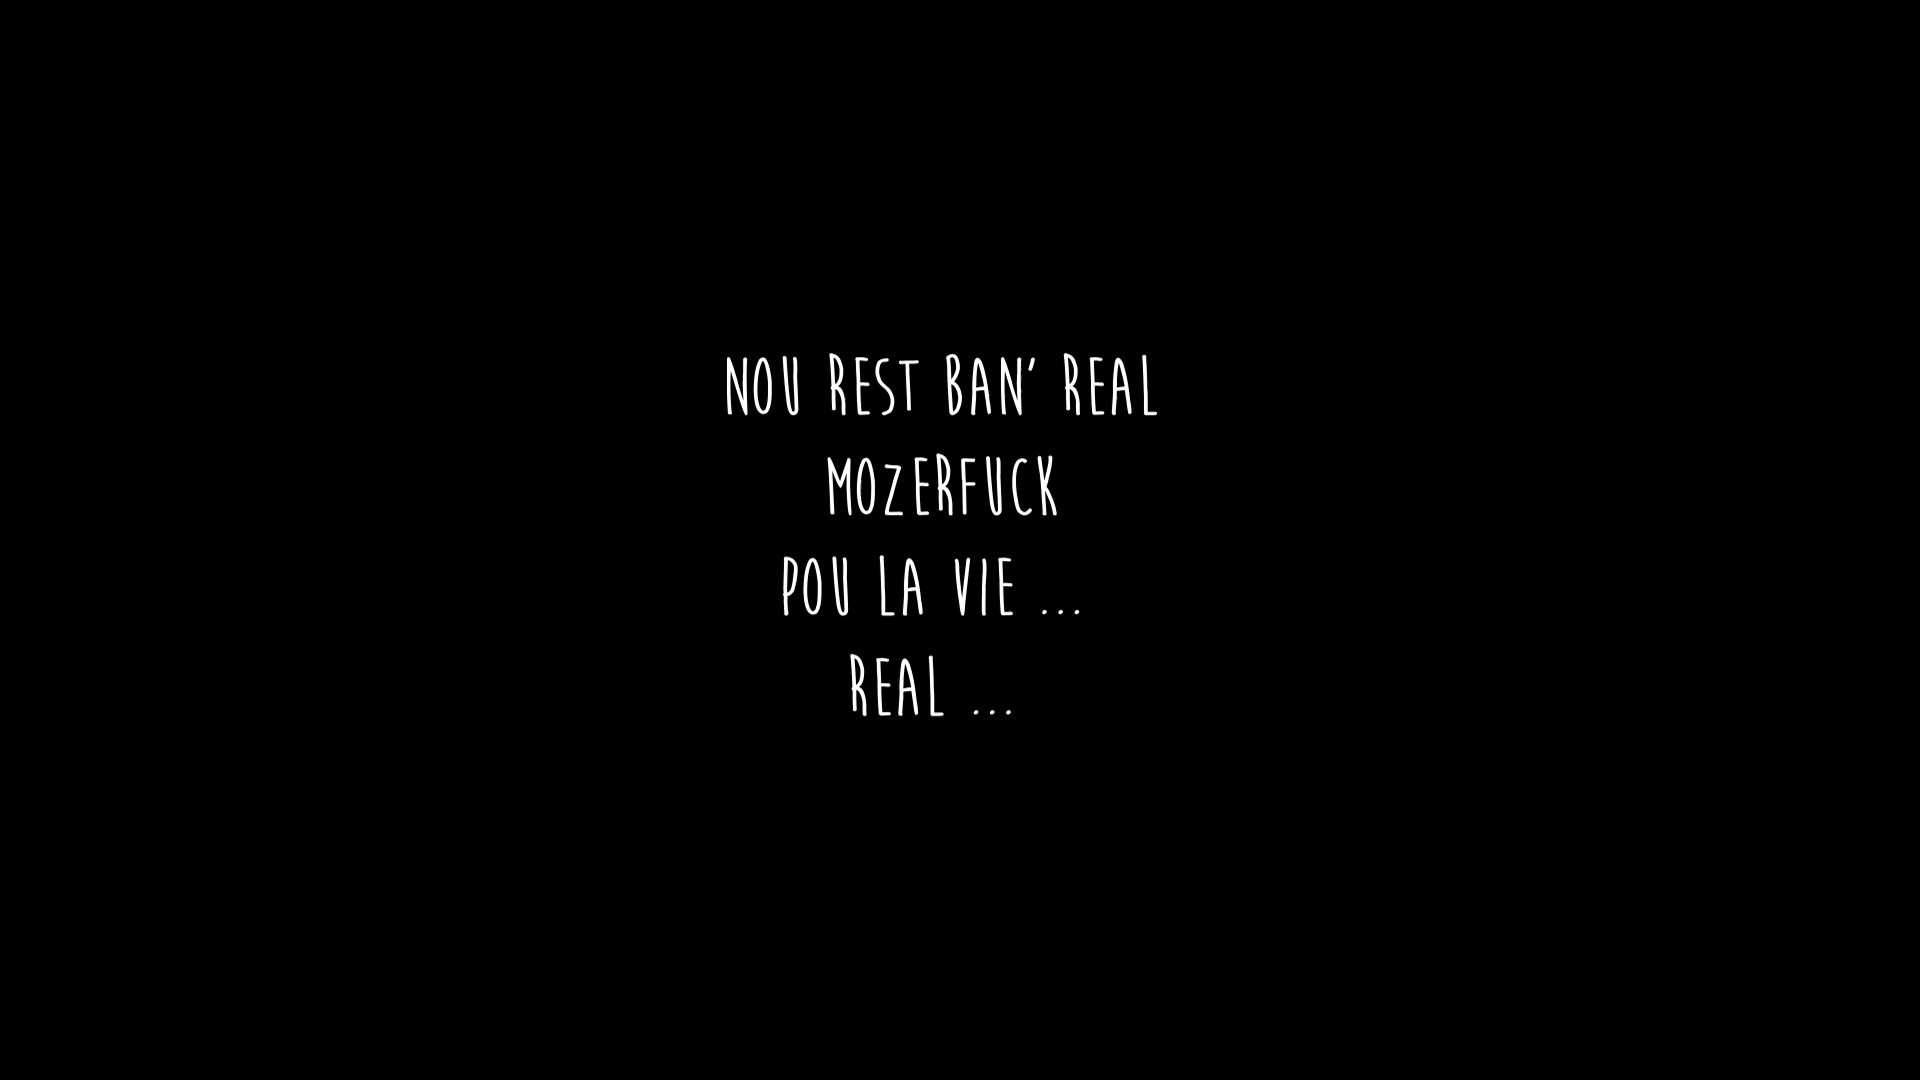 NOU REST BAN' REAL
MOZERFUCK
POU LA VIE ...
REAL ...